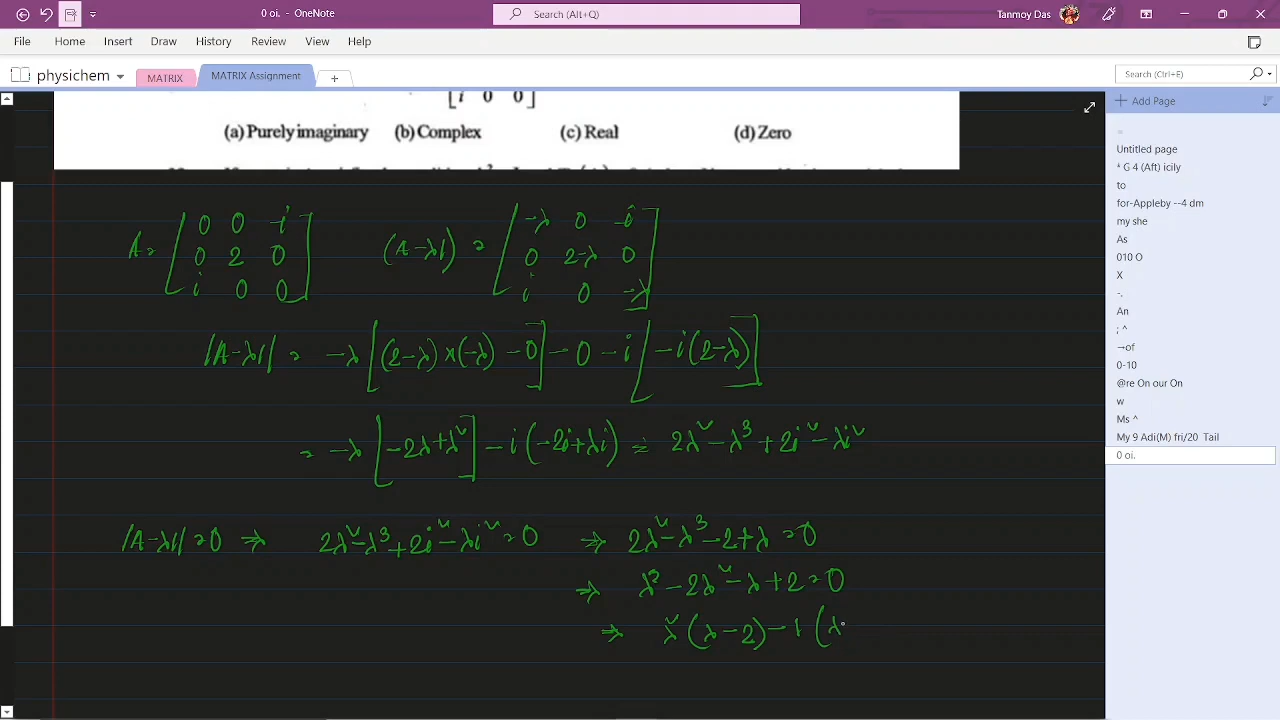 0 oi. - OneNote
Search (Alt+Q)
Tanmoy Das
File Home Insert Draw History Review View Help
physichem
MATRIX
MATRIX Assignment
Search (Ctrl+E)
Add Page
[i 0 0]
(a) Purely imaginary (b) Complex (c) Real (d) Zero
A = [0 0 -i
0 2 0
i 0 0]
(A-λI) = [-λ 0 -i
0 2-λ 0
i 0 -λ]
|A-λI| = -λ[(2-λ)×(-λ) - 0] - 0 - i[-i(2-λ)]
= -λ[-2λ+λ²] - i(-2i+λi) = 2λ² - λ³ + 2i² - λi²
|A-λI| = 0 ⇒ 2λ²-λ³+2i²-λi² = 0 ⇒ 2λ²-λ³-2+λ = 0
⇒ λ³-2λ²-λ+2 = 0
⇒ λ²(λ-2)-1(λ
Untitled page
* G 4 (Aft) icily
to
for-Appleby --4 dm
my she
As
010 O
X
-,
An
; ^
→of
0-10
@re On our On
w
Ms ^
My 9 Adi(M) fri/20 Tail
0 oi.